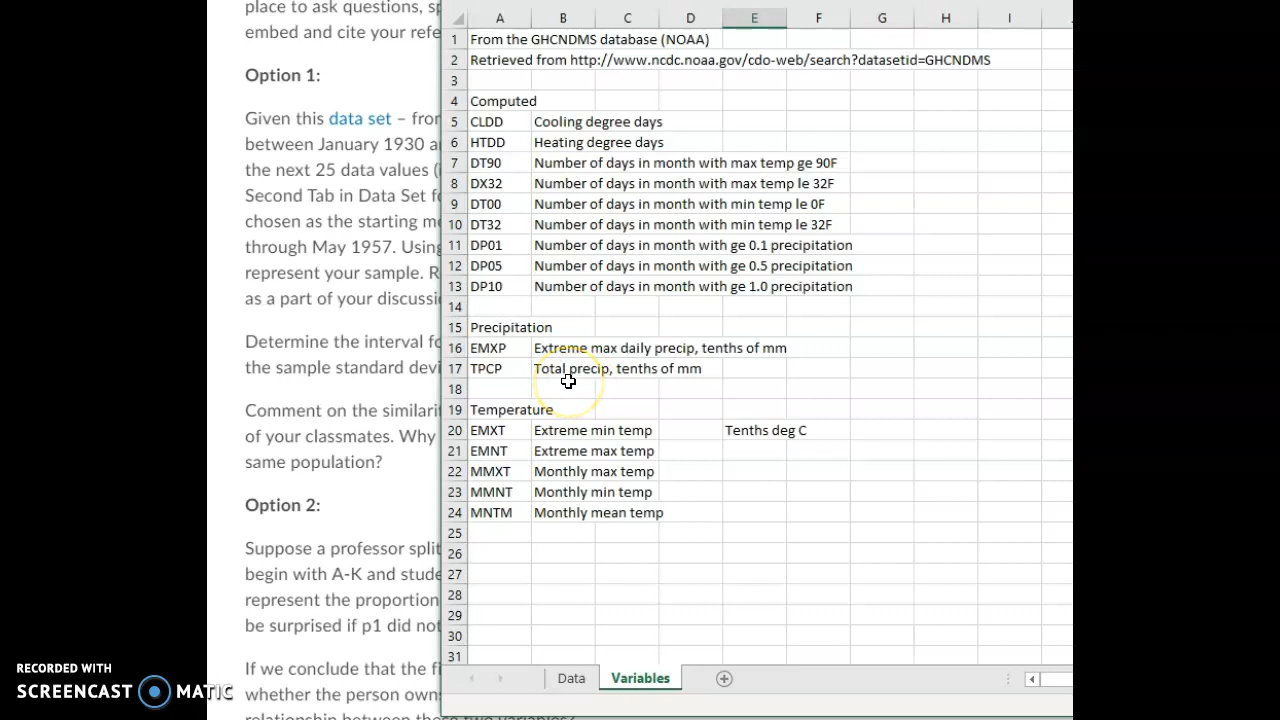 place to ask questions, sp
embed and cite your refe
Option 1:
Given this data set – fror
between January 1930 a
the next 25 data values (
Second Tab in Data Set fo
chosen as the starting me
through May 1957. Using
represent your sample. R
as a part of your discussi
Determine the interval fo
the sample standard devi
Comment on the similarit
of your classmates. Why
same population?
Option 2:
Suppose a professor split
begin with A-K and stude
represent the proportion
be surprised if p1 did not
If we conclude that the fi
whether the person owns
relationship between these two variables?
A B C D E F G H I
1 From the GHCNDMS database (NOAA)
2 Retrieved from http://www.ncdc.noaa.gov/cdo-web/search?datasetid=GHCNDMS
3
4 Computed
5 CLDD Cooling degree days
6 HTDD Heating degree days
7 DT90 Number of days in month with max temp ge 90F
8 DX32 Number of days in month with max temp le 32F
9 DT00 Number of days in month with min temp le 0F
10 DT32 Number of days in month with min temp le 32F
11 DP01 Number of days in month with ge 0.1 precipitation
12 DP05 Number of days in month with ge 0.5 precipitation
13 DP10 Number of days in month with ge 1.0 precipitation
14
15 Precipitation
16 EMXP Extreme max daily precip, tenths of mm
17 TPCP Total precip, tenths of mm
18
19 Temperature
20 EMXT Extreme min temp Tenths deg C
21 EMNT Extreme max temp
22 MMXT Monthly max temp
23 MMNT Monthly min temp
24 MNTM Monthly mean temp
25
26
27
28
29
30
31
Data Variables
RECORDED WITH
SCREENCAST MATIC